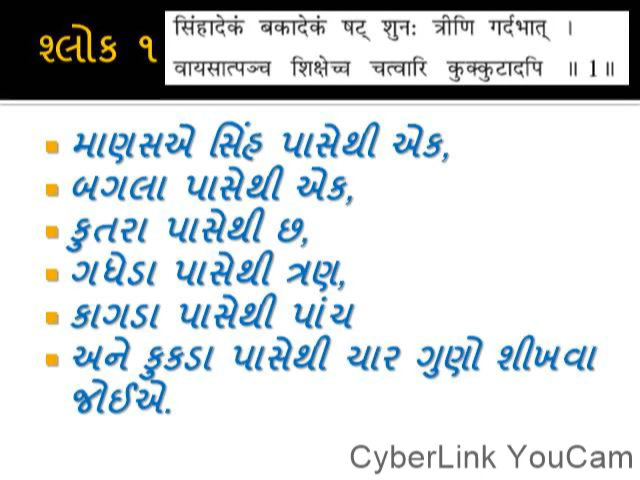 શ્લોક ૧
सिंहादेकं बकादेकं षट् शुनः त्रीणि गर्दभात् ।
वायसात्पञ्च शिक्षेच्च चत्वारि कुक्कुटादपि ॥ 1॥
માણસએ સિંહ પાસેથી એક,
બગલા પાસેથી એક,
કુતરા પાસેથી છ,
ગધેડા પાસેથી ત્રણ,
કાગડા પાસેથી પાંચ
અને કુકડા પાસેથી ચાર ગુણો શીખવા
જોઈએ.
CyberLink YouCam